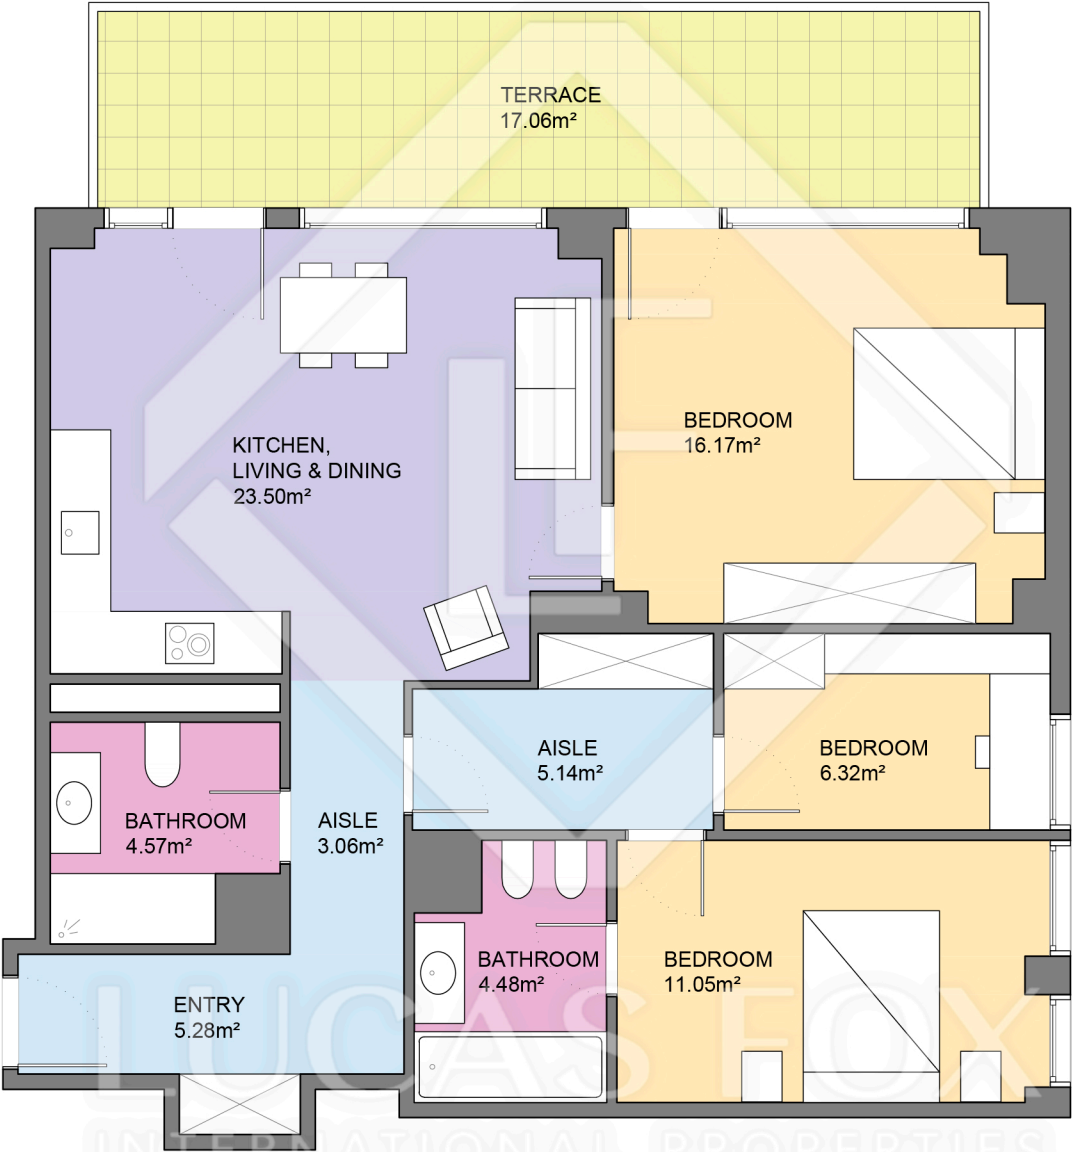 TERRACE
17.06m²
KITCHEN,
LIVING & DINING
23.50m²
BEDROOM
16.17m²
AISLE
5.14m²
BEDROOM
6.32m²
BATHROOM
4.57m²
AISLE
3.06m²
BATHROOM
4.48m²
BEDROOM
11.05m²
ENTRY
5.28m²
LF
LUCAS FOX
INTERNATIONAL PROPERTIES